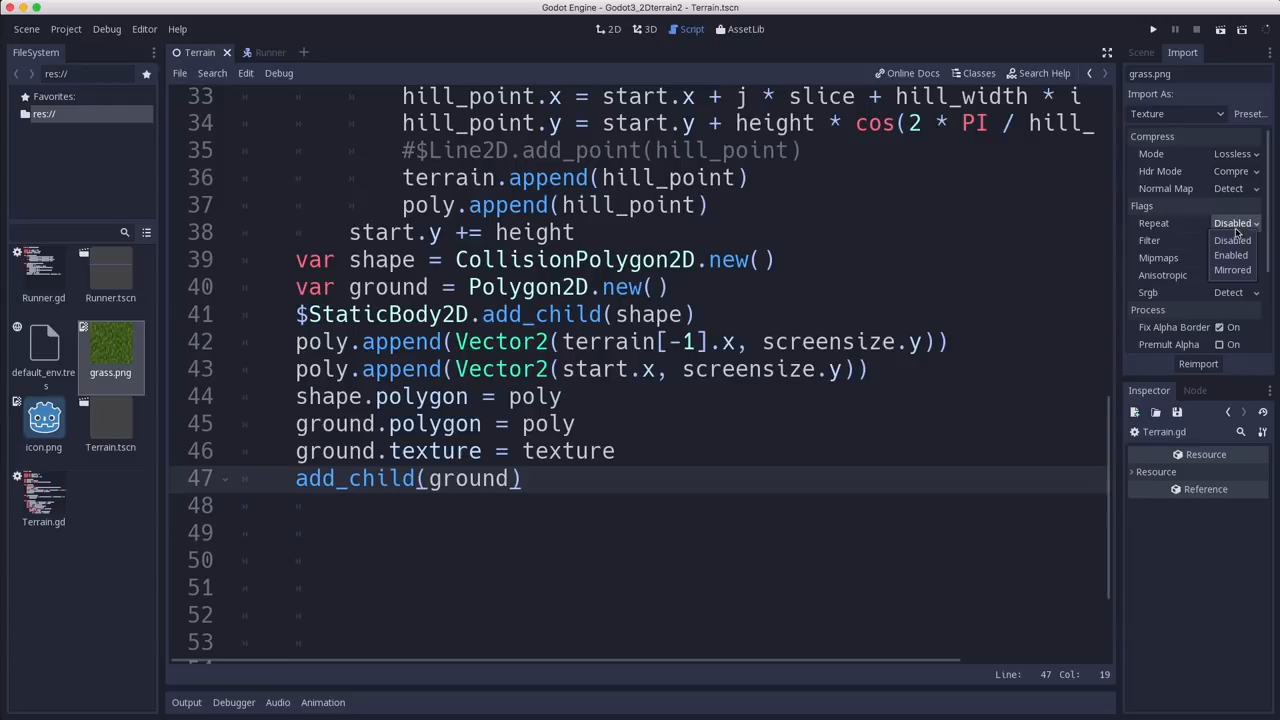 Godot Engine - Godot3_2Dterrain2 - Terrain.tscn
Scene Project Debug Editor Help
2D 3D Script AssetLib
FileSystem
res://
Favorites:
res://
Runner.gd
Runner.tscn
default_env.tres
grass.png
icon.png
Terrain.tscn
Terrain.gd
Terrain Runner
File Search Edit Debug
Online Docs Classes Search Help
33 hill_point.x = start.x + j * slice + hill_width * i
34 hill_point.y = start.y + height * cos(2 * PI / hill_
35 #$Line2D.add_point(hill_point)
36 terrain.append(hill_point)
37 poly.append(hill_point)
38 start.y += height
39 var shape = CollisionPolygon2D.new()
40 var ground = Polygon2D.new()
41 $StaticBody2D.add_child(shape)
42 poly.append(Vector2(terrain[-1].x, screensize.y))
43 poly.append(Vector2(start.x, screensize.y))
44 shape.polygon = poly
45 ground.polygon = poly
46 ground.texture = texture
47 add_child(ground)
48
49
50
51
52
53
Line: 47 Col: 19
Output Debugger Audio Animation
Scene Import
grass.png
Import As:
Texture Preset...
Compress
Mode Lossless
Hdr Mode Compre
Normal Map Detect
Flags
Repeat Disabled
Filter Disabled
Mipmaps Enabled
Anisotropic Mirrored
Srgb Detect
Process
Fix Alpha Border On
Premult Alpha On
Reimport
Inspector Node
Terrain.gd
Resource
Resource
Reference